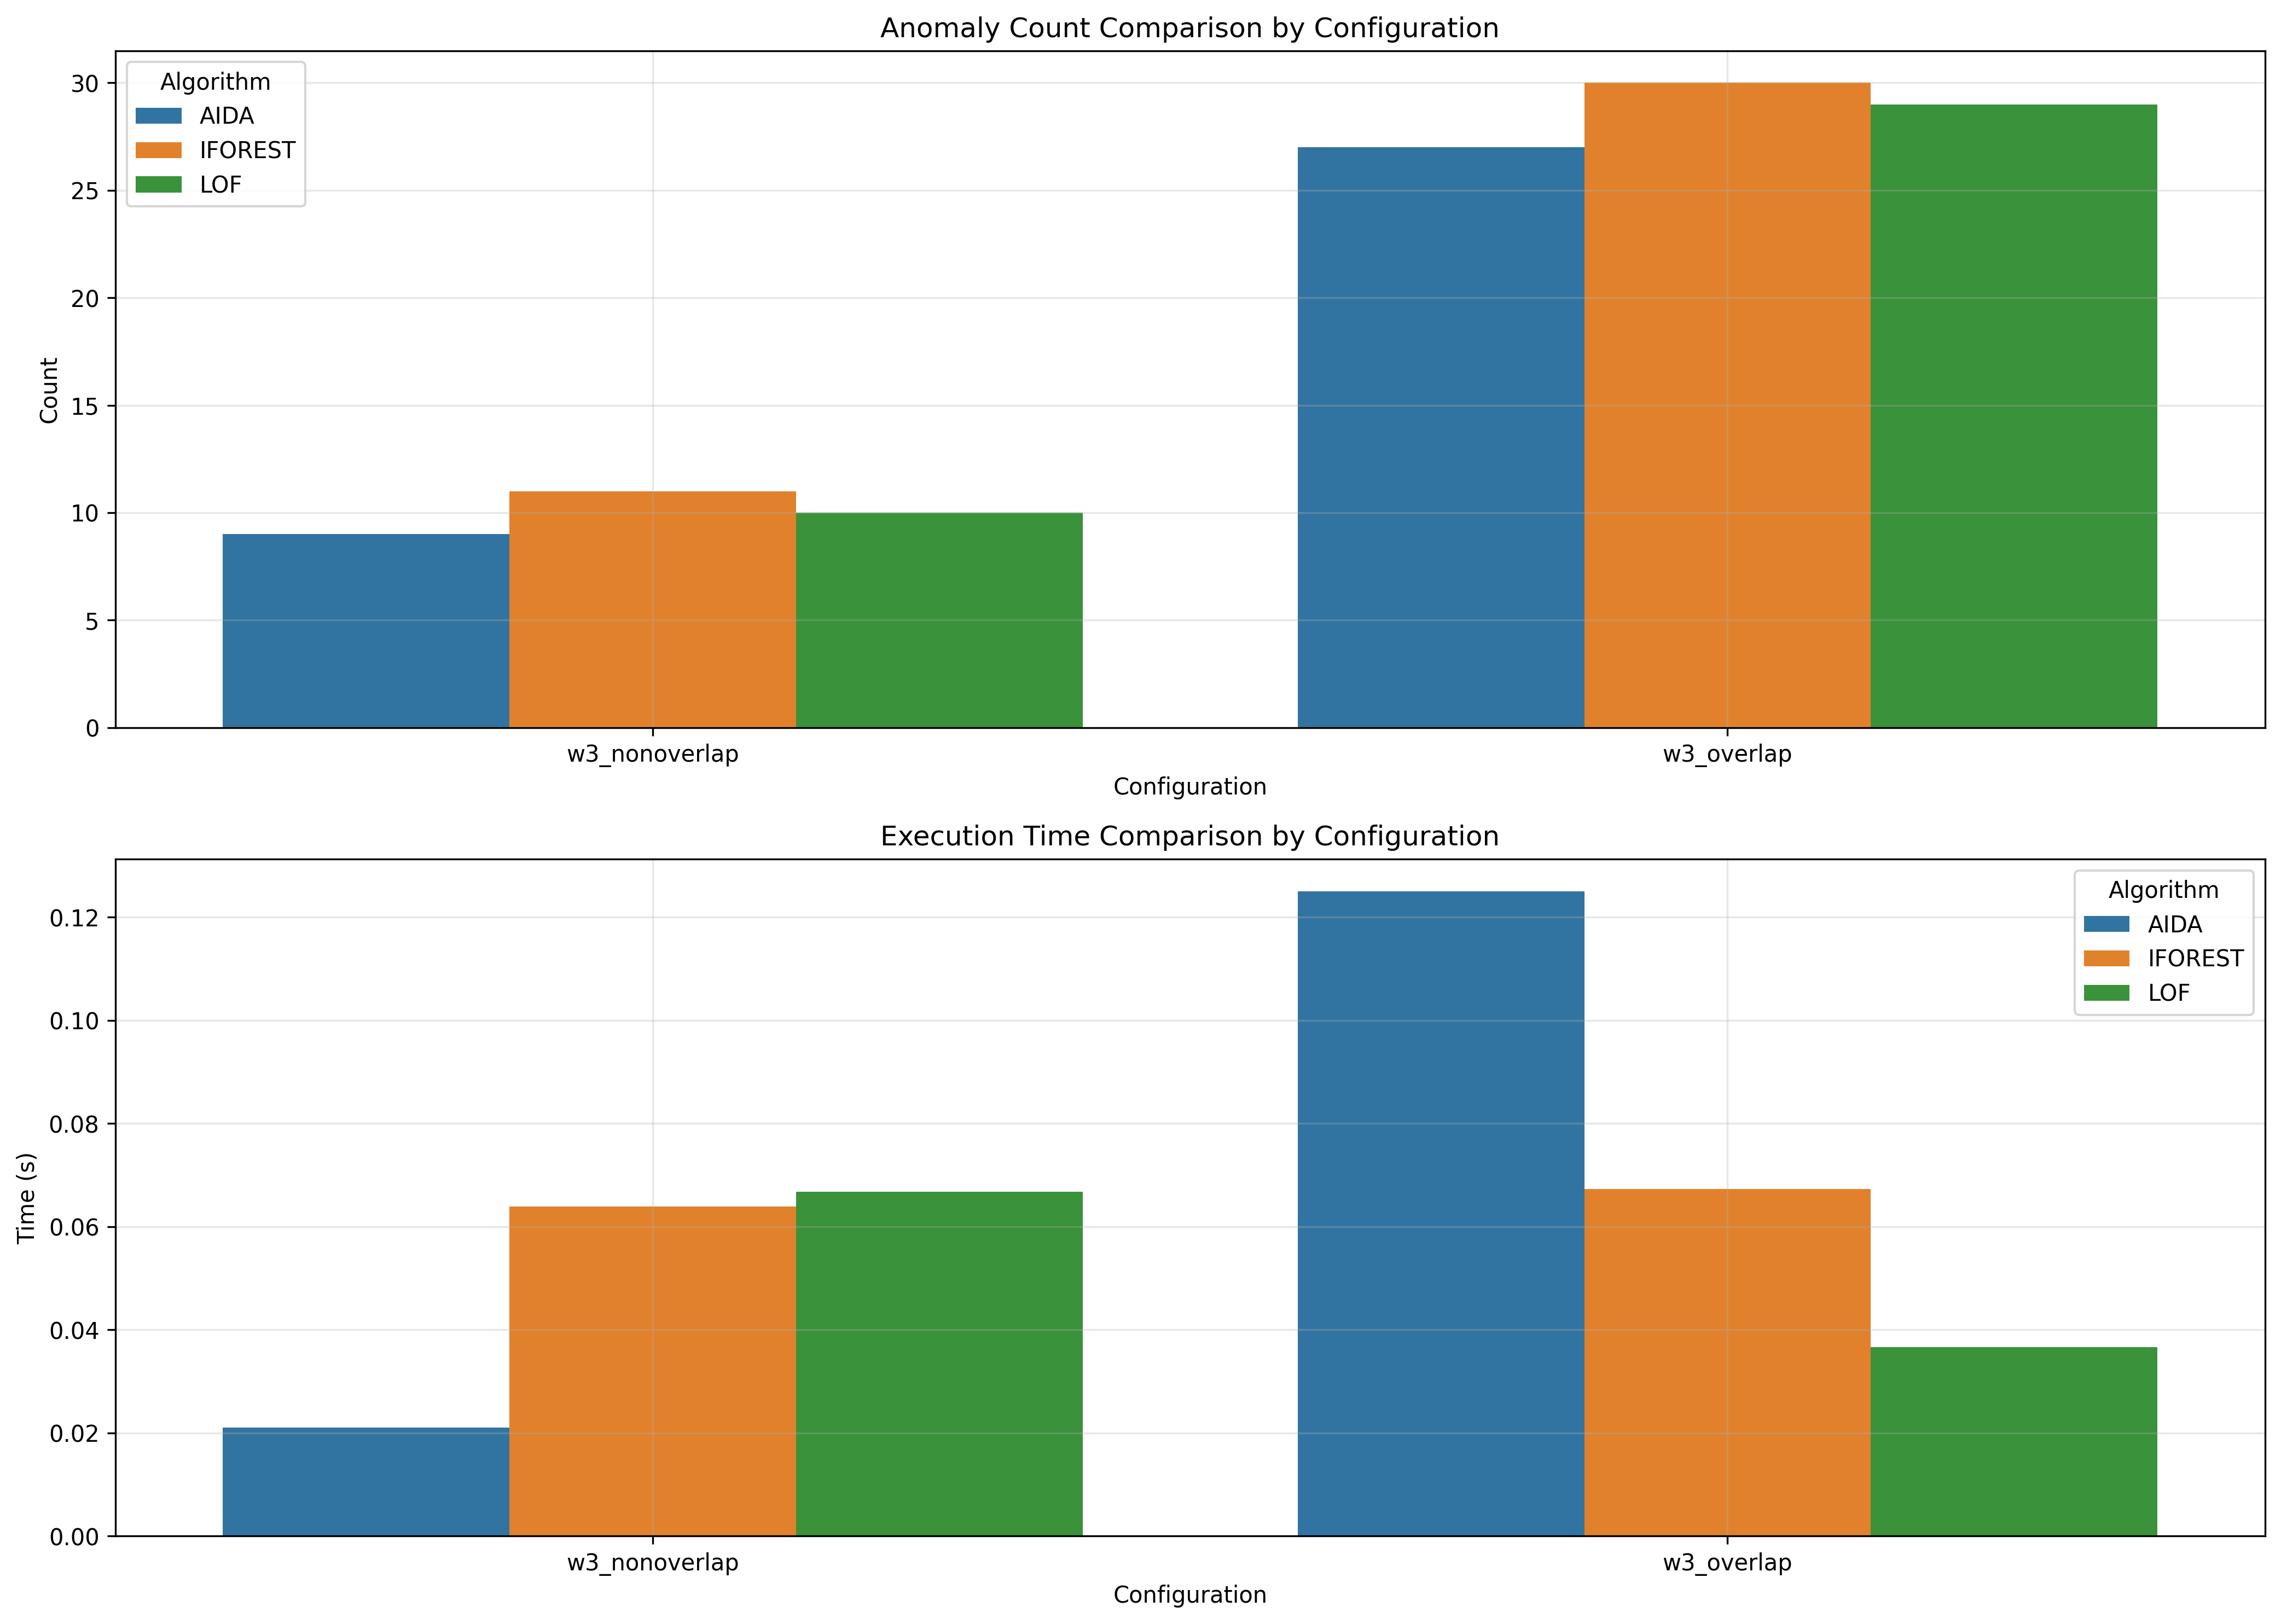 Anomaly Count Comparison by Configuration
Algorithm
AIDA
IFOREST
LOF
30
25
20
15
10
5
0
Count
w3_nonoverlap
w3_overlap
Configuration
Execution Time Comparison by Configuration
Algorithm
AIDA
IFOREST
LOF
0.12
0.10
0.08
0.06
0.04
0.02
0.00
Time (s)
w3_nonoverlap
w3_overlap
Configuration